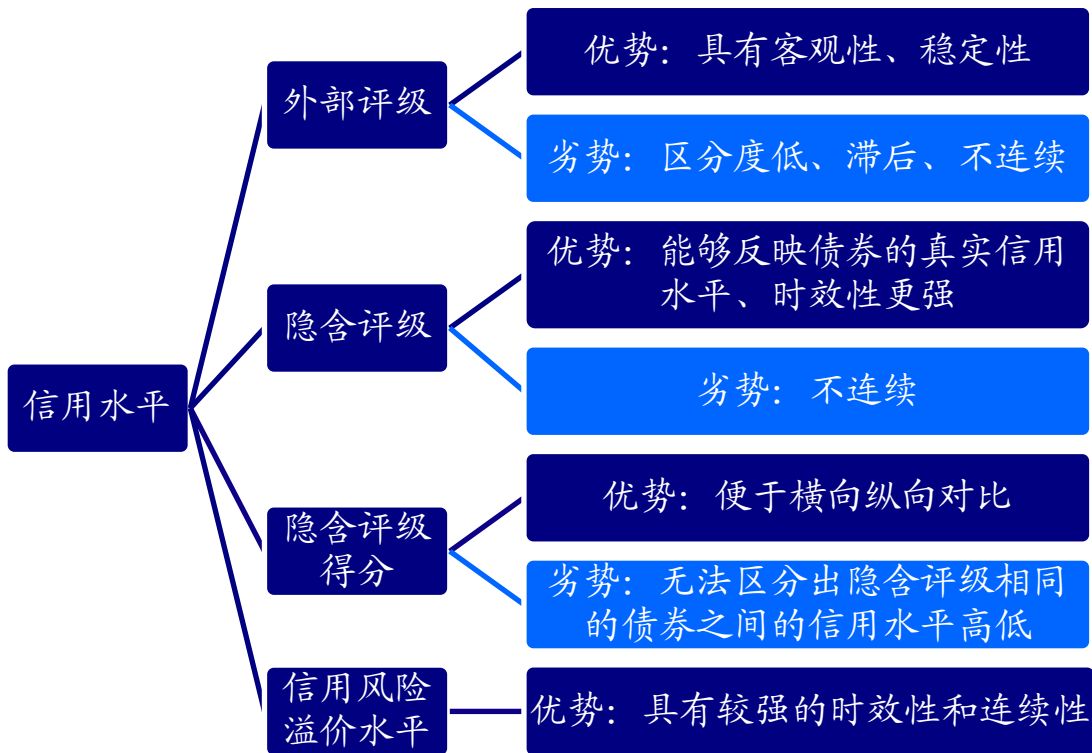 信用水平
外部评级
优势：具有客观性、稳定性
劣势：区分度低、滞后、不连续
隐含评级
优势：能够反映债券的真实信用
水平、时效性更强
劣势：不连续
隐含评级
得分
优势：便于横向纵向对比
劣势：无法区分出隐含评级相同
的债券之间的信用水平高低
信用风险
溢价水平
优势：具有较强的时效性和连续性